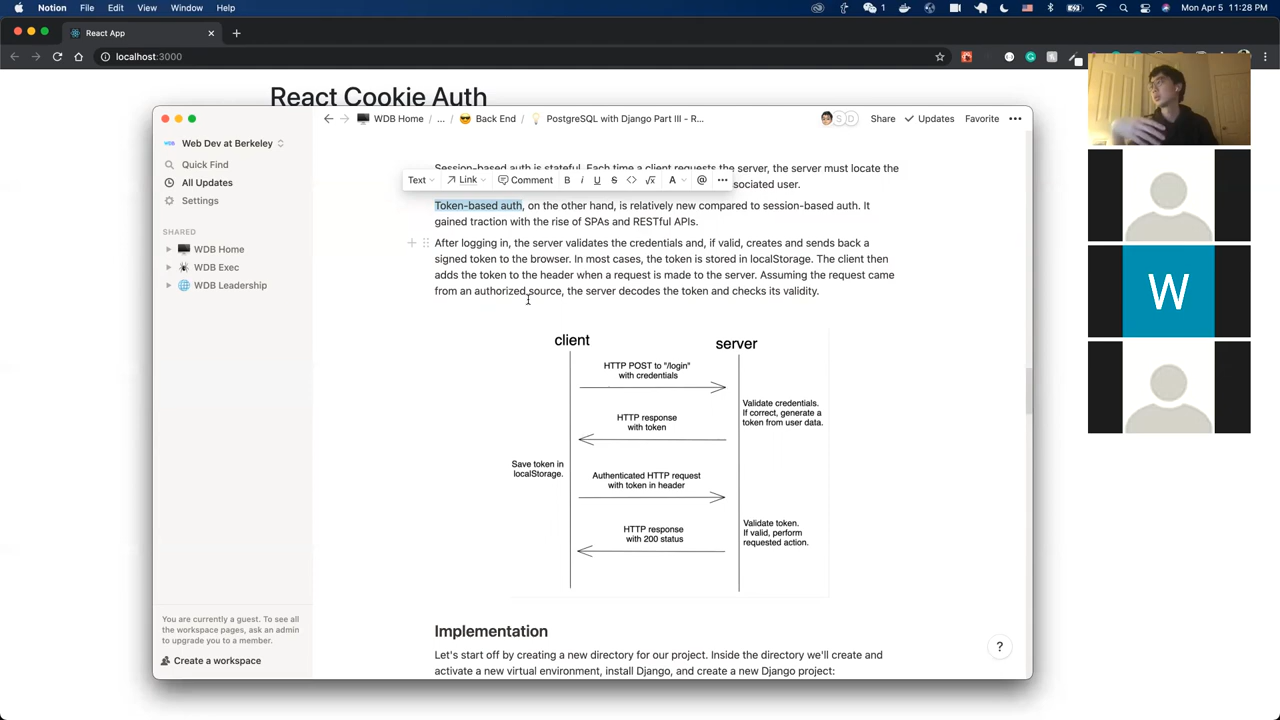 Notion File Edit View Window Help
Mon Apr 5 11:28 PM
React App
localhost:3000
React Cookie Auth
WDB Home / ... / Back End / PostgreSQL with Django Part III - R...
Share Updates Favorite
Web Dev at Berkeley
Quick Find
All Updates
Settings
SHARED
WDB Home
WDB Exec
WDB Leadership
You are currently a guest. To see all
the workspace pages, ask an admin
to upgrade you to a member.
Create a workspace
Session-based auth is stateful. Each time a client requests the server, the server must locate the
sociated user.
Text Link Comment B i U S A @
Token-based auth, on the other hand, is relatively new compared to session-based auth. It
gained traction with the rise of SPAs and RESTful APIs.
After logging in, the server validates the credentials and, if valid, creates and sends back a
signed token to the browser. In most cases, the token is stored in localStorage. The client then
adds the token to the header when a request is made to the server. Assuming the request came
from an authorized source, the server decodes the token and checks its validity.
client
server
HTTP POST to "/login"
with credentials
Validate credentials.
If correct, generate a
token from user data.
HTTP response
with token
Save token in
localStorage.
Authenticated HTTP request
with token in header
Validate token.
If valid, perform
requested action.
HTTP response
with 200 status
Implementation
Let's start off by creating a new directory for our project. Inside the directory we'll create and
activate a new virtual environment, install Django, and create a new Django project:
?
W